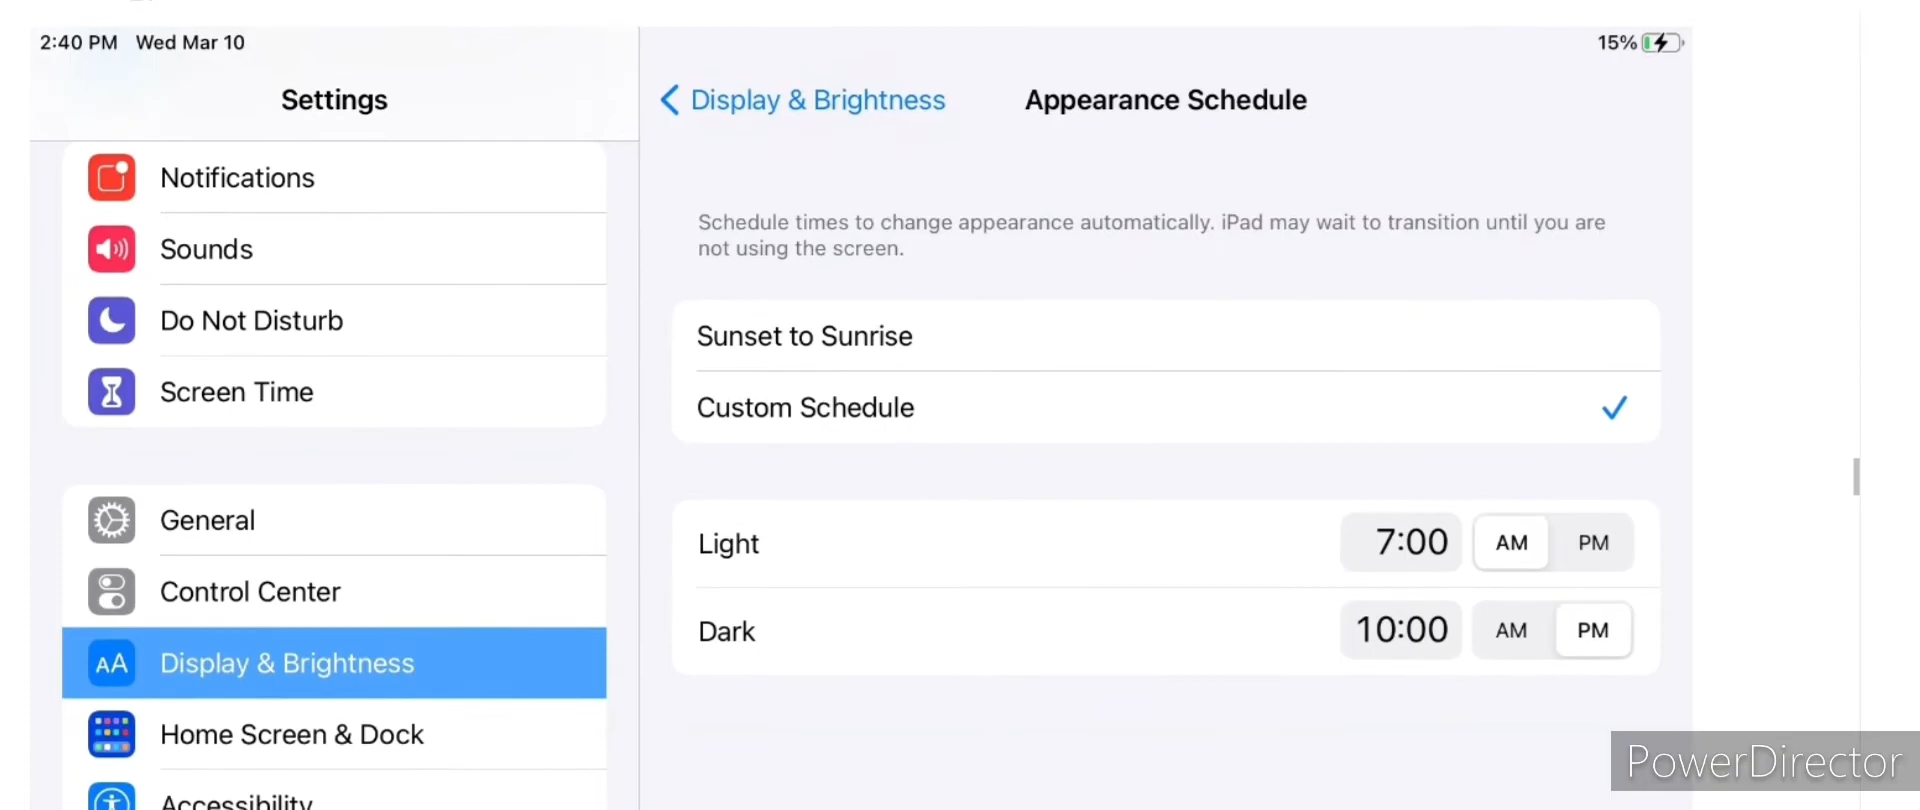 2:40 PM Wed Mar 10
15%
Settings
Display & Brightness
Appearance Schedule
Notifications
Sounds
Do Not Disturb
Screen Time
General
Control Center
AA Display & Brightness
Home Screen & Dock
Accessibility
Schedule times to change appearance automatically. iPad may wait to transition until you are
not using the screen.
Sunset to Sunrise
Custom Schedule
Light 7:00 AM PM
Dark 10:00 AM PM
PowerDirector